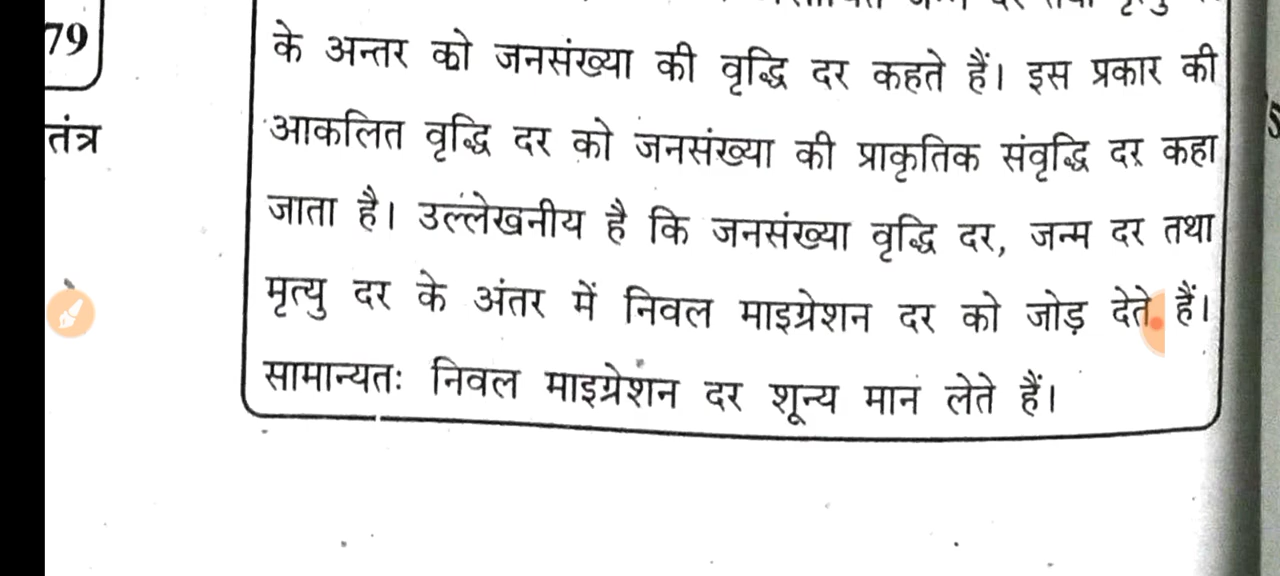 79
तंत्र
के अन्तर को जनसंख्या की वृद्धि दर कहते हैं। इस प्रकार की
आकलित वृद्धि दर को जनसंख्या की प्राकृतिक संवृद्धि दर कहा
जाता है। उल्लेखनीय है कि जनसंख्या वृद्धि दर, जन्म दर तथा
मृत्यु दर के अंतर में निवल माइग्रेशन दर को जोड़ देते हैं।
सामान्यतः निवल माइग्रेशन दर शून्य मान लेते हैं।